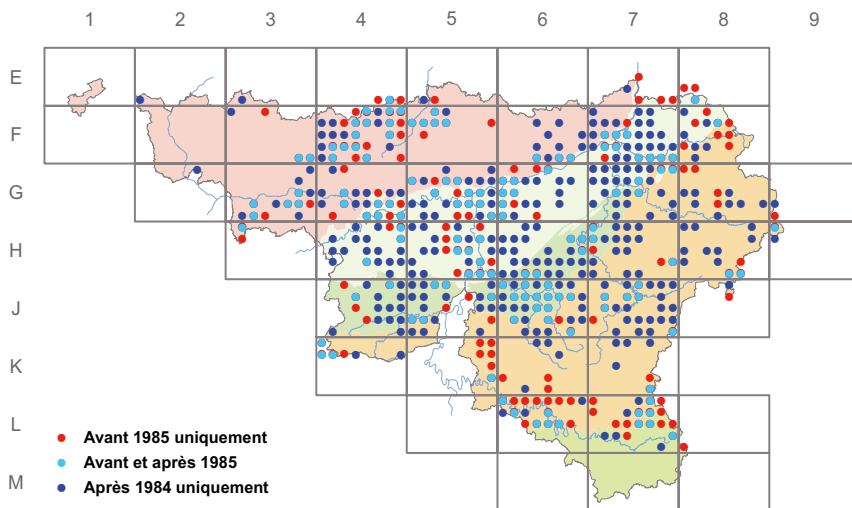 1 2 3 4 5 6 7 8 9
E
F
G
H
J
K
L
M
Avant 1985 uniquement
Avant et après 1985
Après 1984 uniquement